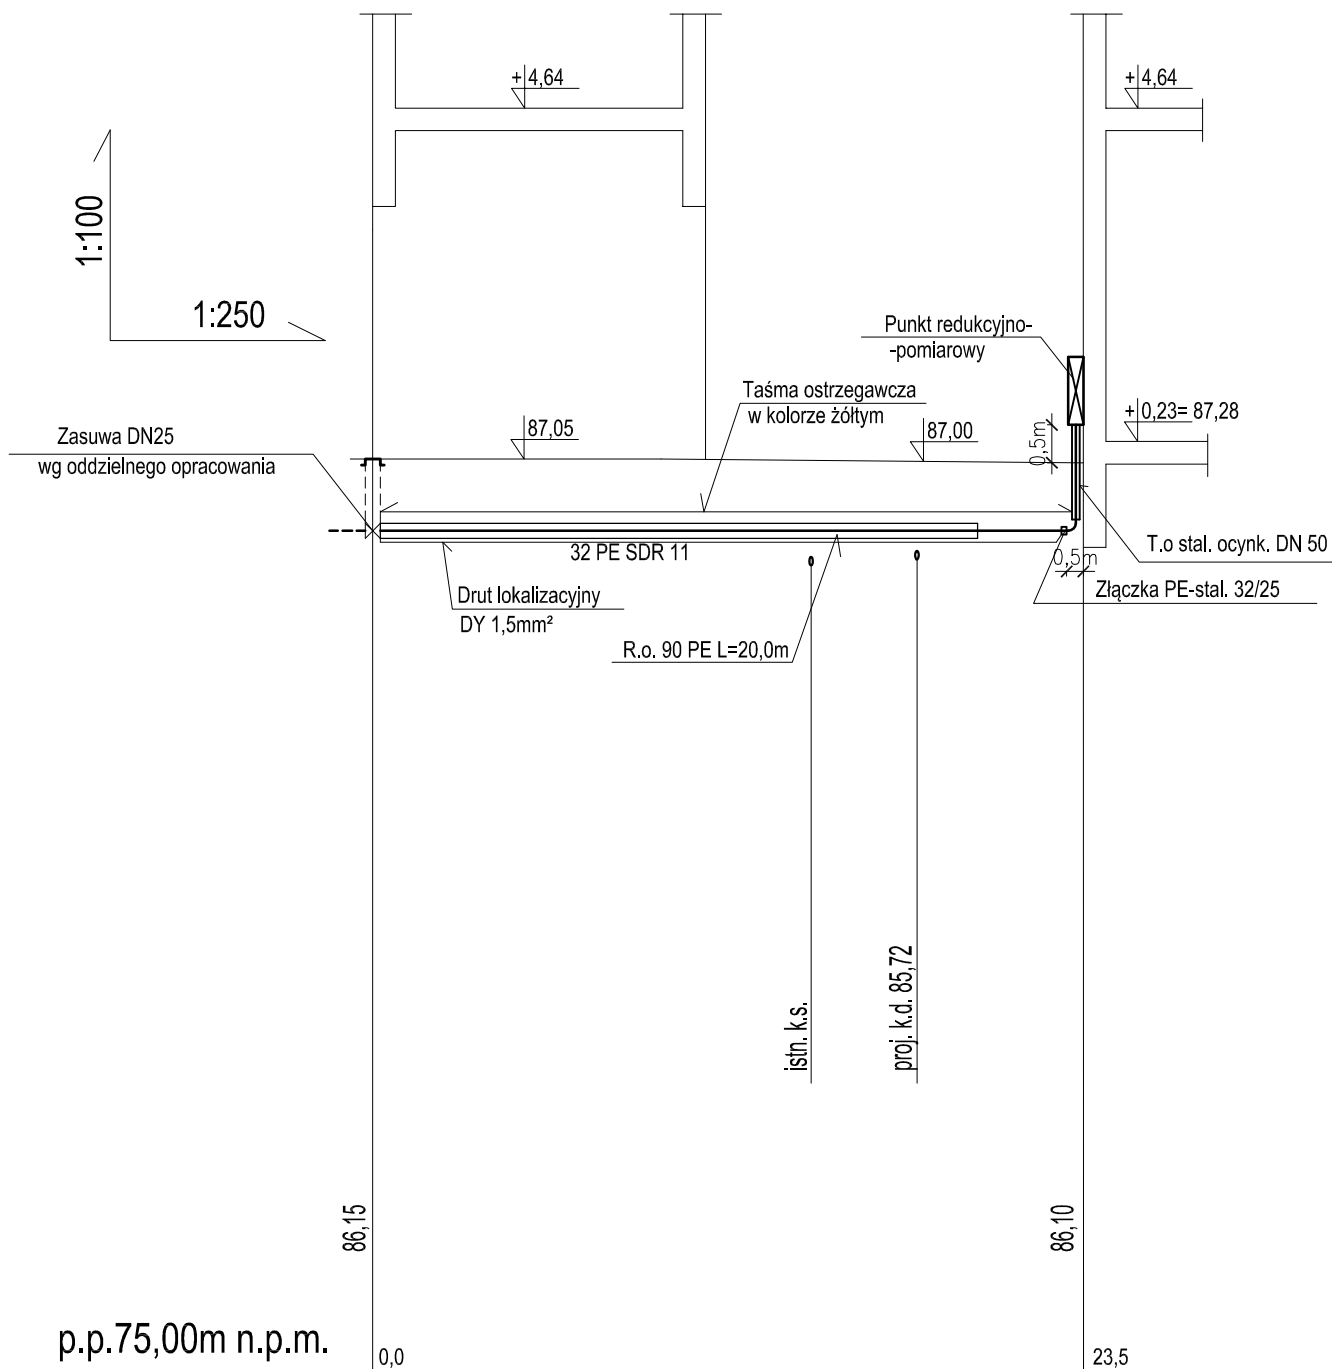 + 4,64
+ 4,64
1:100
1:250
Punkt redukcyjno-
-pomiarowy
Taśma ostrzegawcza
w kolorze żółtym
+ 0,23= 87,28
87,05
87,00
0,5m
Zasuwa DN25
wg oddzielnego opracowania
32 PE SDR 11
T.o stal. ocynk. DN 50
0,5m
Złączka PE-stal. 32/25
Drut lokalizacyjny
DY 1,5mm²
R.o. 90 PE L=20,0m
istn. k.s.
proj. k.d. 85,72
86,15
86,10
p.p.75,00m n.p.m.
0,0
23,5